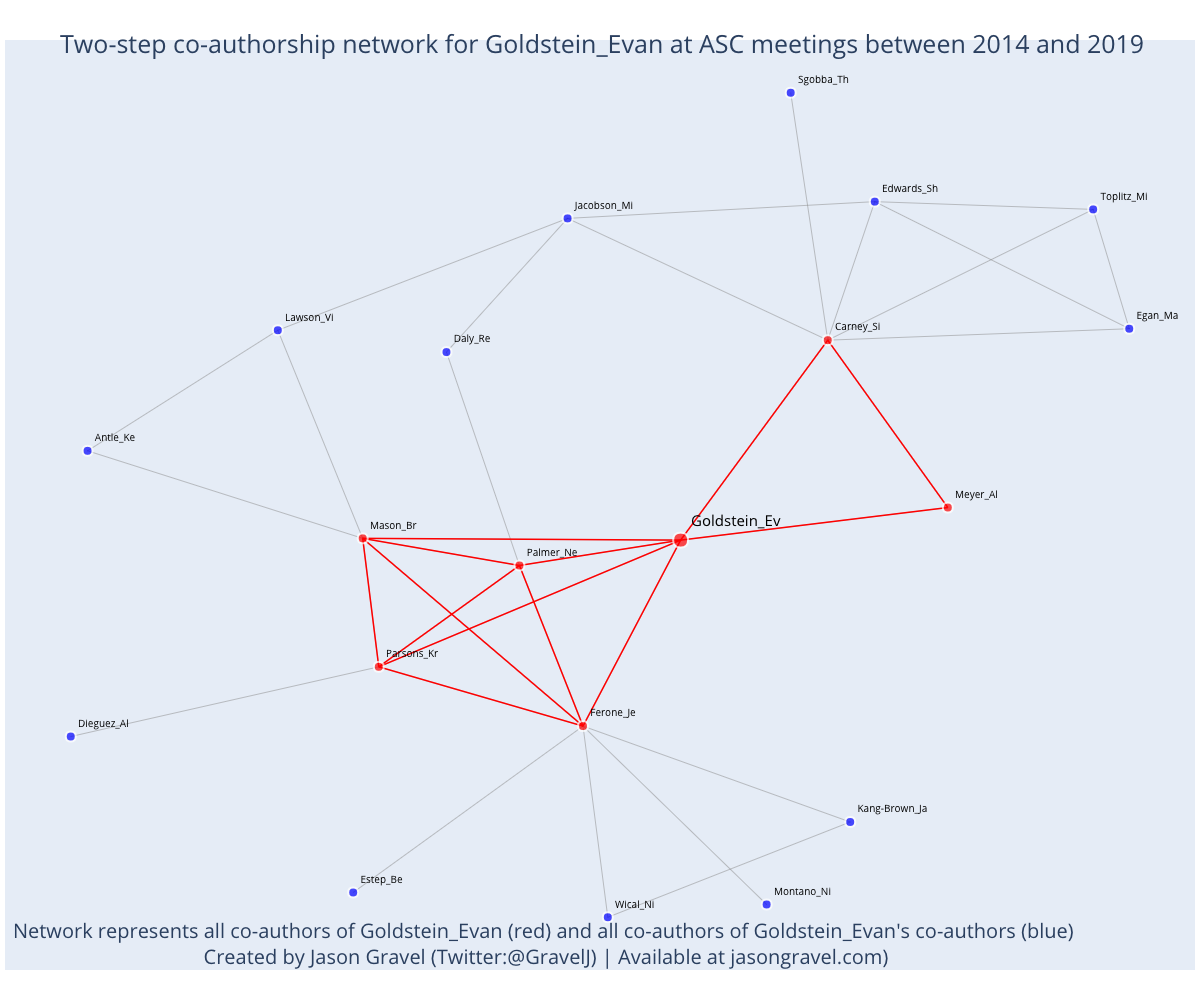 Two-step co-authorship network for Goldstein_Evan at ASC meetings between 2014 and 2019
Sgobba_Th
Edwards_Sh
Toplitz_Mi
Jacobson_Mi
Egan_Ma
Lawson_Vi
Carney_Si
Daly_Re
Antle_Ke
Meyer_Al
Goldstein_Ev
Mason_Br
Palmer_Ne
Parsons_Kr
Ferone_Je
Dieguez_Al
Kang-Brown_Ja
Estep_Be
Montano_Ni
Wical_Ni
Network represents all co-authors of Goldstein_Evan (red) and all co-authors of Goldstein_Evan's co-authors (blue)
Created by Jason Gravel (Twitter:@GravelJ) | Available at jasongravel.com)